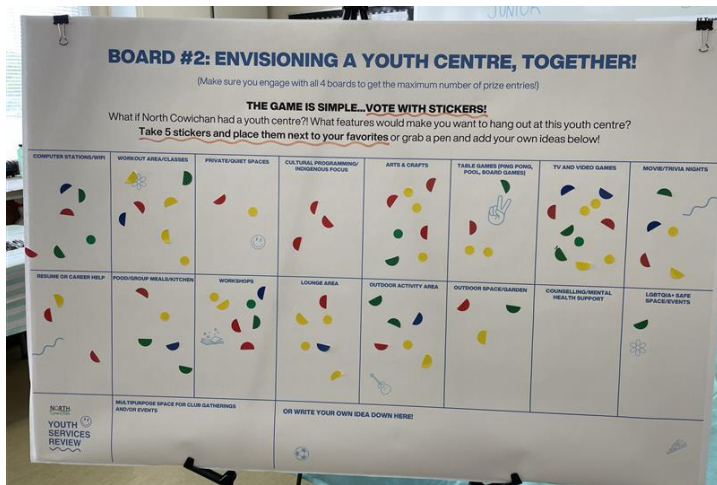 JUNIOR
BOARD #2: ENVISIONING A YOUTH CENTRE, TOGETHER!
(Make sure you engage with all 4 boards to get the maximum number of prize entries!)
THE GAME IS SIMPLE...VOTE WITH STICKERS!
What if North Cowichan had a youth centre?! What features would make you want to hang out at this youth centre?
Take 5 stickers and place them next to your favorites or grab a pen and add your own ideas below!
COMPUTER STATIONS/WIFI
WORKOUT AREA/CLASSES
PRIVATE/QUIET SPACES
CULTURAL PROGRAMMING/
INDIGENOUS FOCUS
ARTS & CRAFTS
TABLE GAMES (PING PONG,
POOL, BOARD GAMES)
TV AND VIDEO GAMES
MOVIE/TRIVIA NIGHTS
RESUME OR CAREER HELP
FOOD/GROUP MEALS/KITCHEN
WORKSHOPS
LOUNGE AREA
OUTDOOR ACTIVITY AREA
OUTDOOR SPACE/GARDEN
COUNSELLING/MENTAL
HEALTH SUPPORT
LGBTQIA+ SAFE
SPACE/EVENTS
NORTH
YOUTH
SERVICES
REVIEW
MULTIPURPOSE SPACE FOR CLUB GATHERINGS
AND/OR EVENTS
OR WRITE YOUR OWN IDEA DOWN HERE!